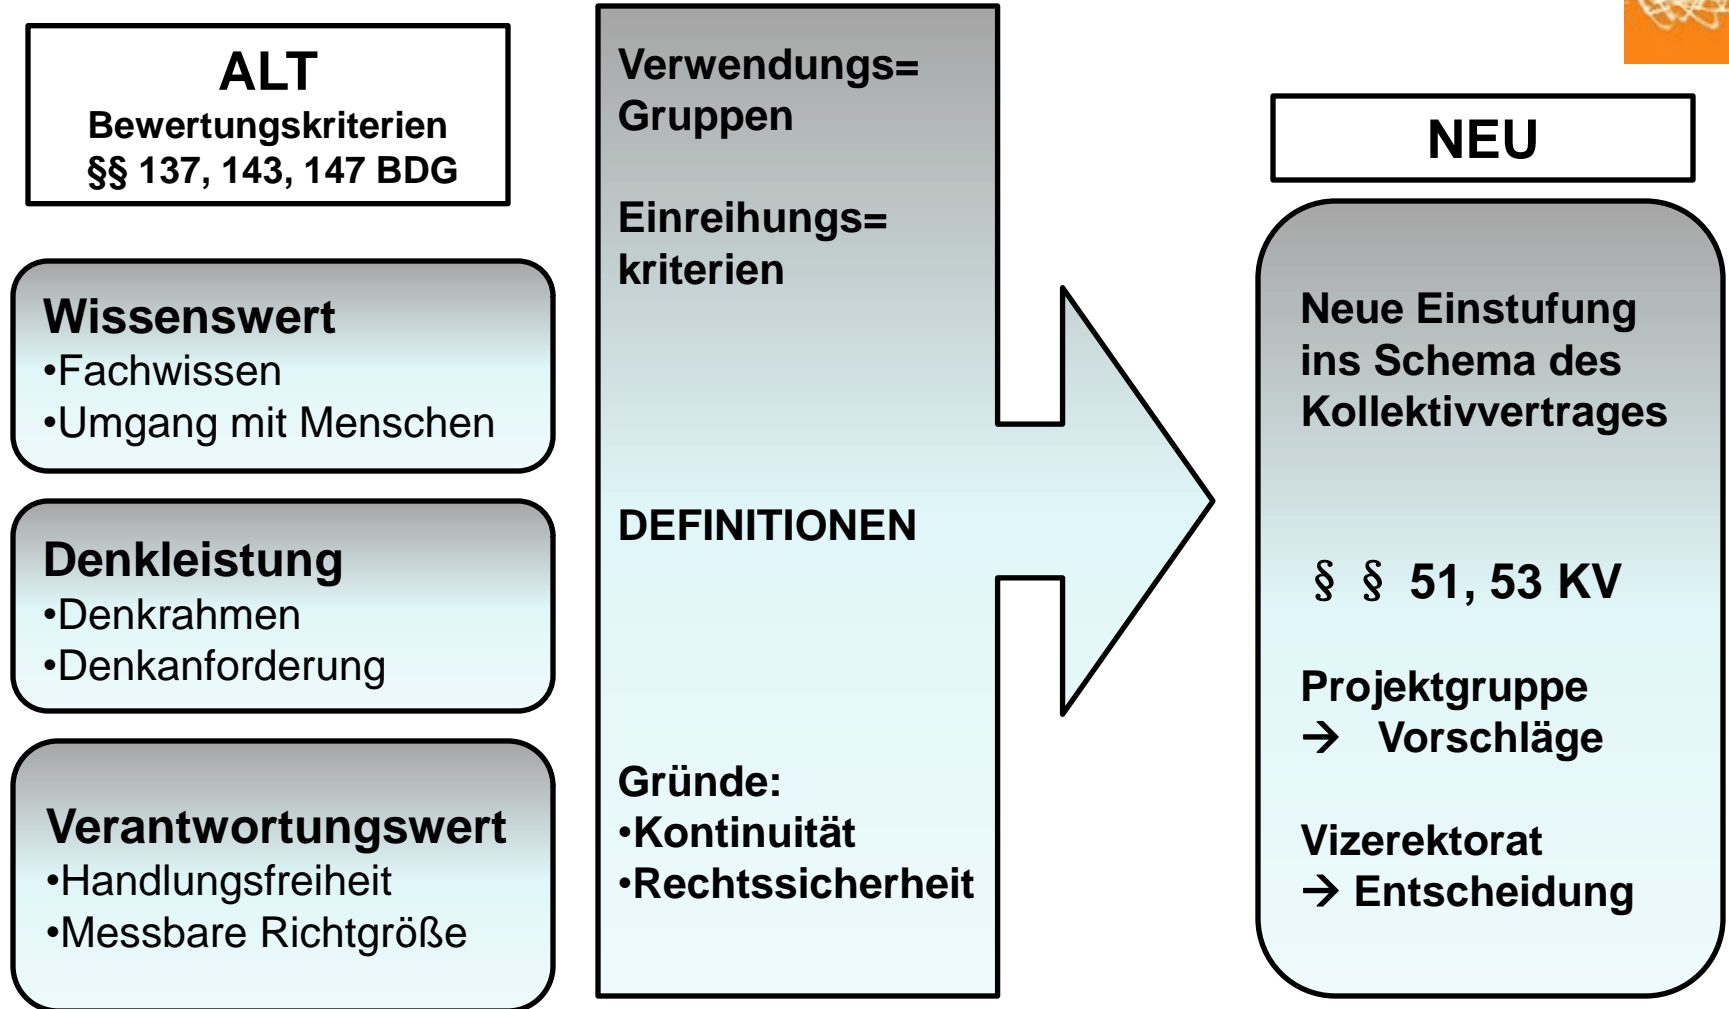 ALT
Bewertungskriterien
§§ 137, 143, 147 BDG
Wissenswert
•Fachwissen
•Umgang mit Menschen
Denkleistung
•Denkrahmen
•Denkanforderung
Verantwortungswert
•Handlungsfreiheit
•Messbare Richtgröße
Verwendungs=
Gruppen
Einreihungs=
kriterien
DEFINITIONEN
Gründe:
•Kontinuität
•Rechtssicherheit
NEU
Neue Einstufung
ins Schema des
Kollektivvertrages
§ § 51, 53 KV
Projektgruppe
→ Vorschläge
Vizerektorat
→ Entscheidung